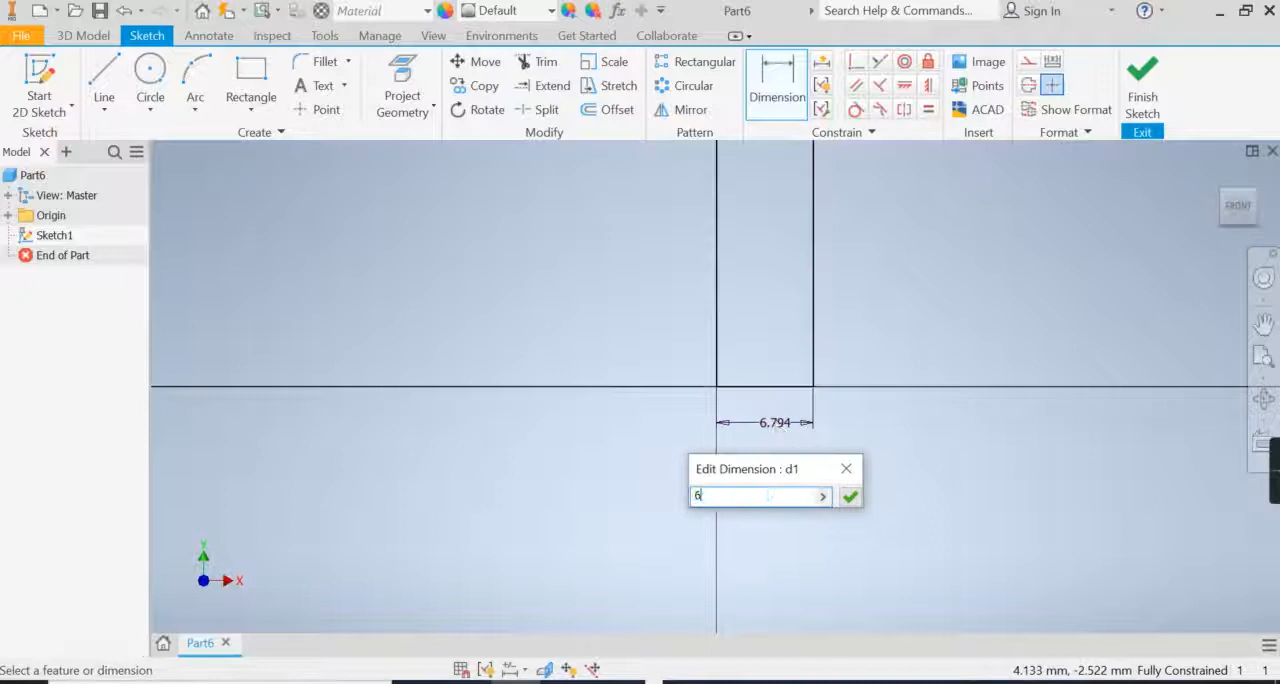 Material
Default
Part6
Search Help & Commands...
Sign In
File
3D Model
Sketch
Annotate
Inspect
Tools
Manage
View
Environments
Get Started
Collaborate
Start
2D Sketch
Line
Circle
Arc
Rectangle
Fillet
Text
Point
Project
Geometry
Move
Copy
Rotate
Trim
Extend
Split
Scale
Stretch
Offset
Rectangular
Circular
Mirror
Dimension
Image
Points
ACAD
Show Format
Finish
Sketch
Sketch
Create
Modify
Pattern
Constrain
Insert
Format
Exit
Model
Part6
View: Master
Origin
Sketch1
End of Part
FRONT
6.794
Edit Dimension : d1
6
Y
X
Part6
Select a feature or dimension
4.133 mm, -2.522 mm Fully Constrained 1 1